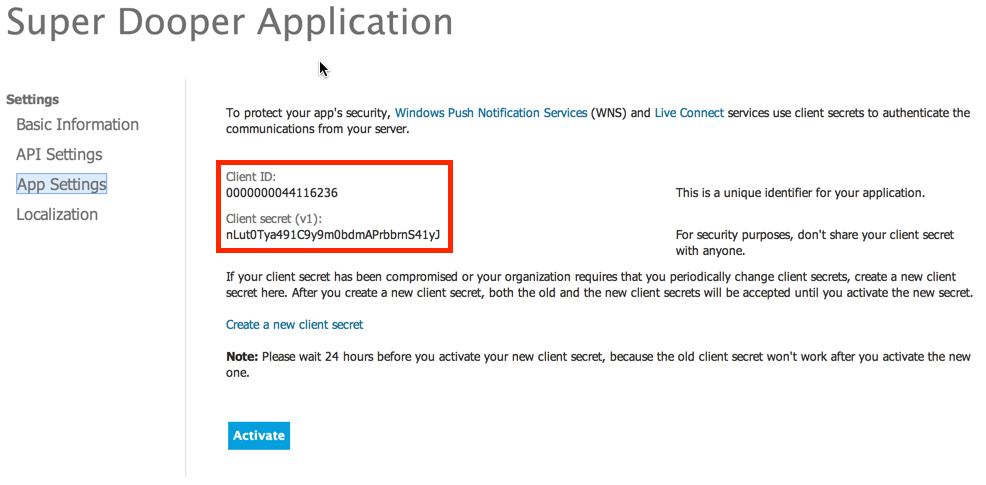 Super Dooper Application
Settings
Basic Information
API Settings
App Settings
Localization
To protect your app's security, Windows Push Notification Services (WNS) and Live Connect services use client secrets to authenticate the
communications from your server.
Client ID:
0000000044116236
This is a unique identifier for your application.
Client secret (v1):
nLut0Tya491C9y9m0bdmAPrbbrnS41yJ
For security purposes, don't share your client secret
with anyone.
If your client secret has been compromised or your organization requires that you periodically change client secrets, create a new client
secret here. After you create a new client secret, both the old and the new client secrets will be accepted until you activate the new secret.
Create a new client secret
Note: Please wait 24 hours before you activate your new client secret, because the old client secret won't work after you activate the new
one.
Activate